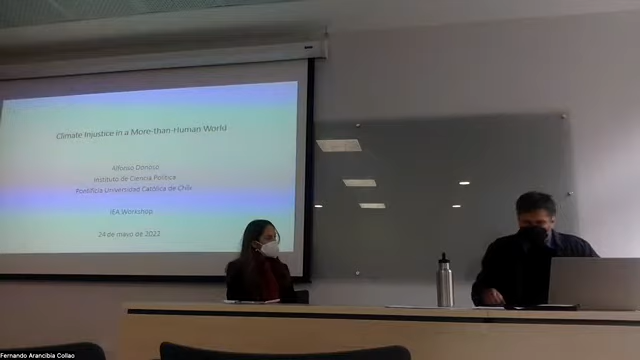 Climate Injustice in a More-than-Human World
Alfonso Donoso
Instituto de Ciencia Política
Pontificia Universidad Católica de Chile
IEA Workshop
24 de mayo de 2022
Fernando Arancibia Collao